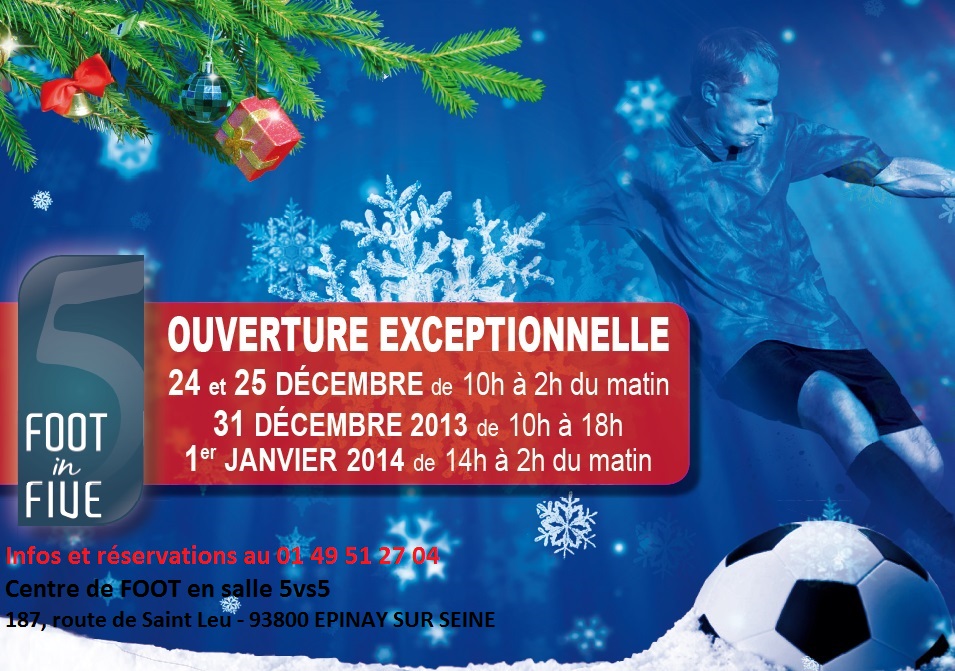 OUVERTURE EXCEPTIONNELLE
24 et 25 DÉCEMBRE de 10h à 2h du matin
31 DÉCEMBRE 2013 de 10h à 18h
1er JANVIER 2014 de 14h à 2h du matin
5
FOOT
in
FIVE
Infos et réservations au 01 49 51 27 04
Centre de FOOT en salle 5vs5
187, route de Saint Leu - 93800 EPINAY SUR SEINE